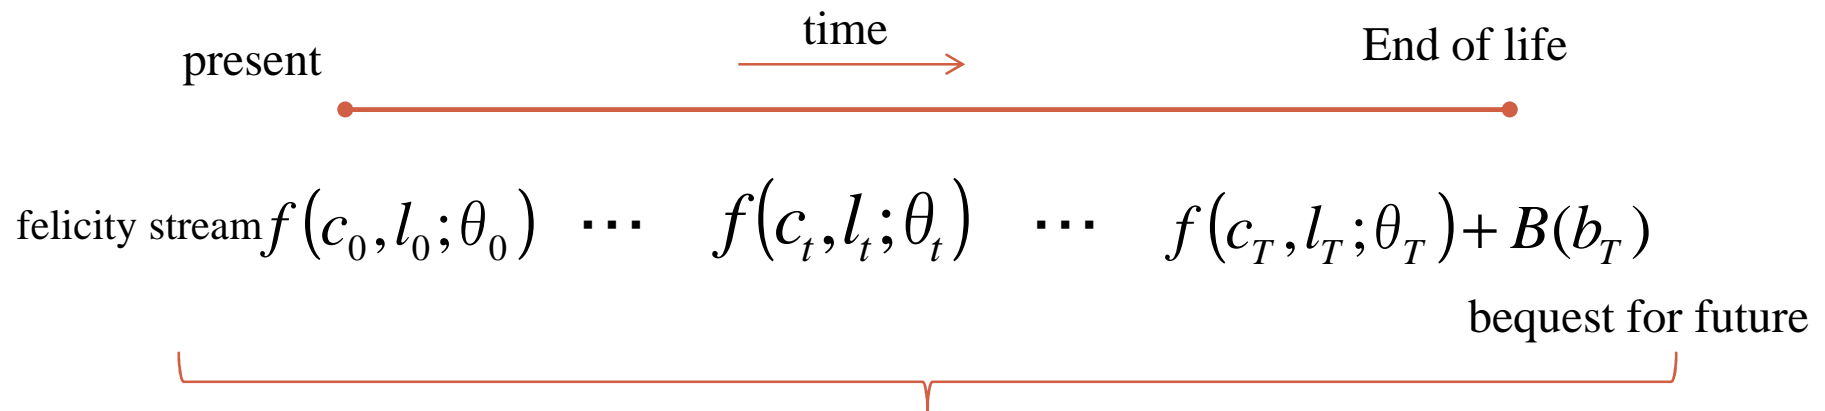 present
time
End of life
felicity stream f(c_0, l_0; θ_0) ⋯ f(c_t, l_t; θ_t) ⋯ f(c_T, l_T; θ_T) + B(b_T)
bequest for future